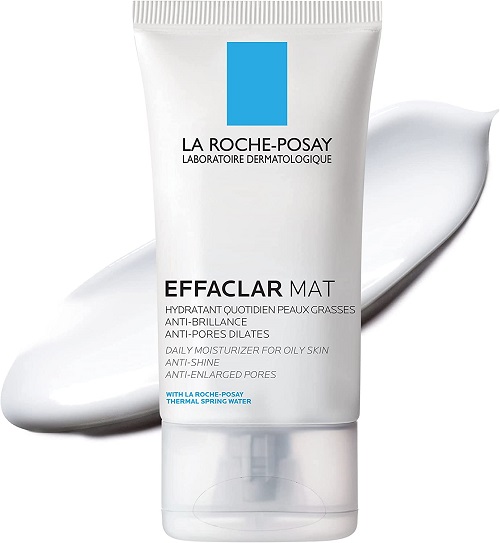 LA ROCHE-POSAY
LABORATOIRE DERMATOLOGIQUE
EFFACLAR MAT
HYDRATANT QUOTIDIEN PEAUX GRASSES
ANTI-BRILLANCE
ANTI-PORES DILATES
DAILY MOISTURIZER FOR OILY SKIN
ANTI-SHINE
ANTI-ENLARGED PORES
WITH LA ROCHE-POSAY
THERMAL SPRING WATER